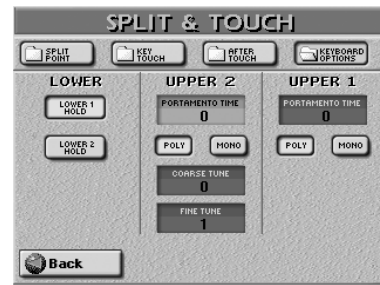 SPLIT & TOUCH
SPLIT POINT
KEY TOUCH
AFTER TOUCH
KEYBOARD OPTIONS
LOWER
UPPER 2
UPPER 1
LOWER 1 HOLD
PORTAMENTO TIME
0
PORTAMENTO TIME
0
LOWER 2 HOLD
POLY
MONO
POLY
MONO
COARSE TUNE
0
FINE TUNE
1
Back